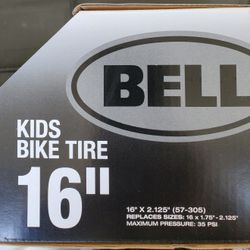 BELL
KIDS
BIKE TIRE
16"
16" X 2.125" (57-305)
REPLACES SIZES: 16 x 1.75" - 2.125"
MAXIMUM PRESSURE: 35 PSI